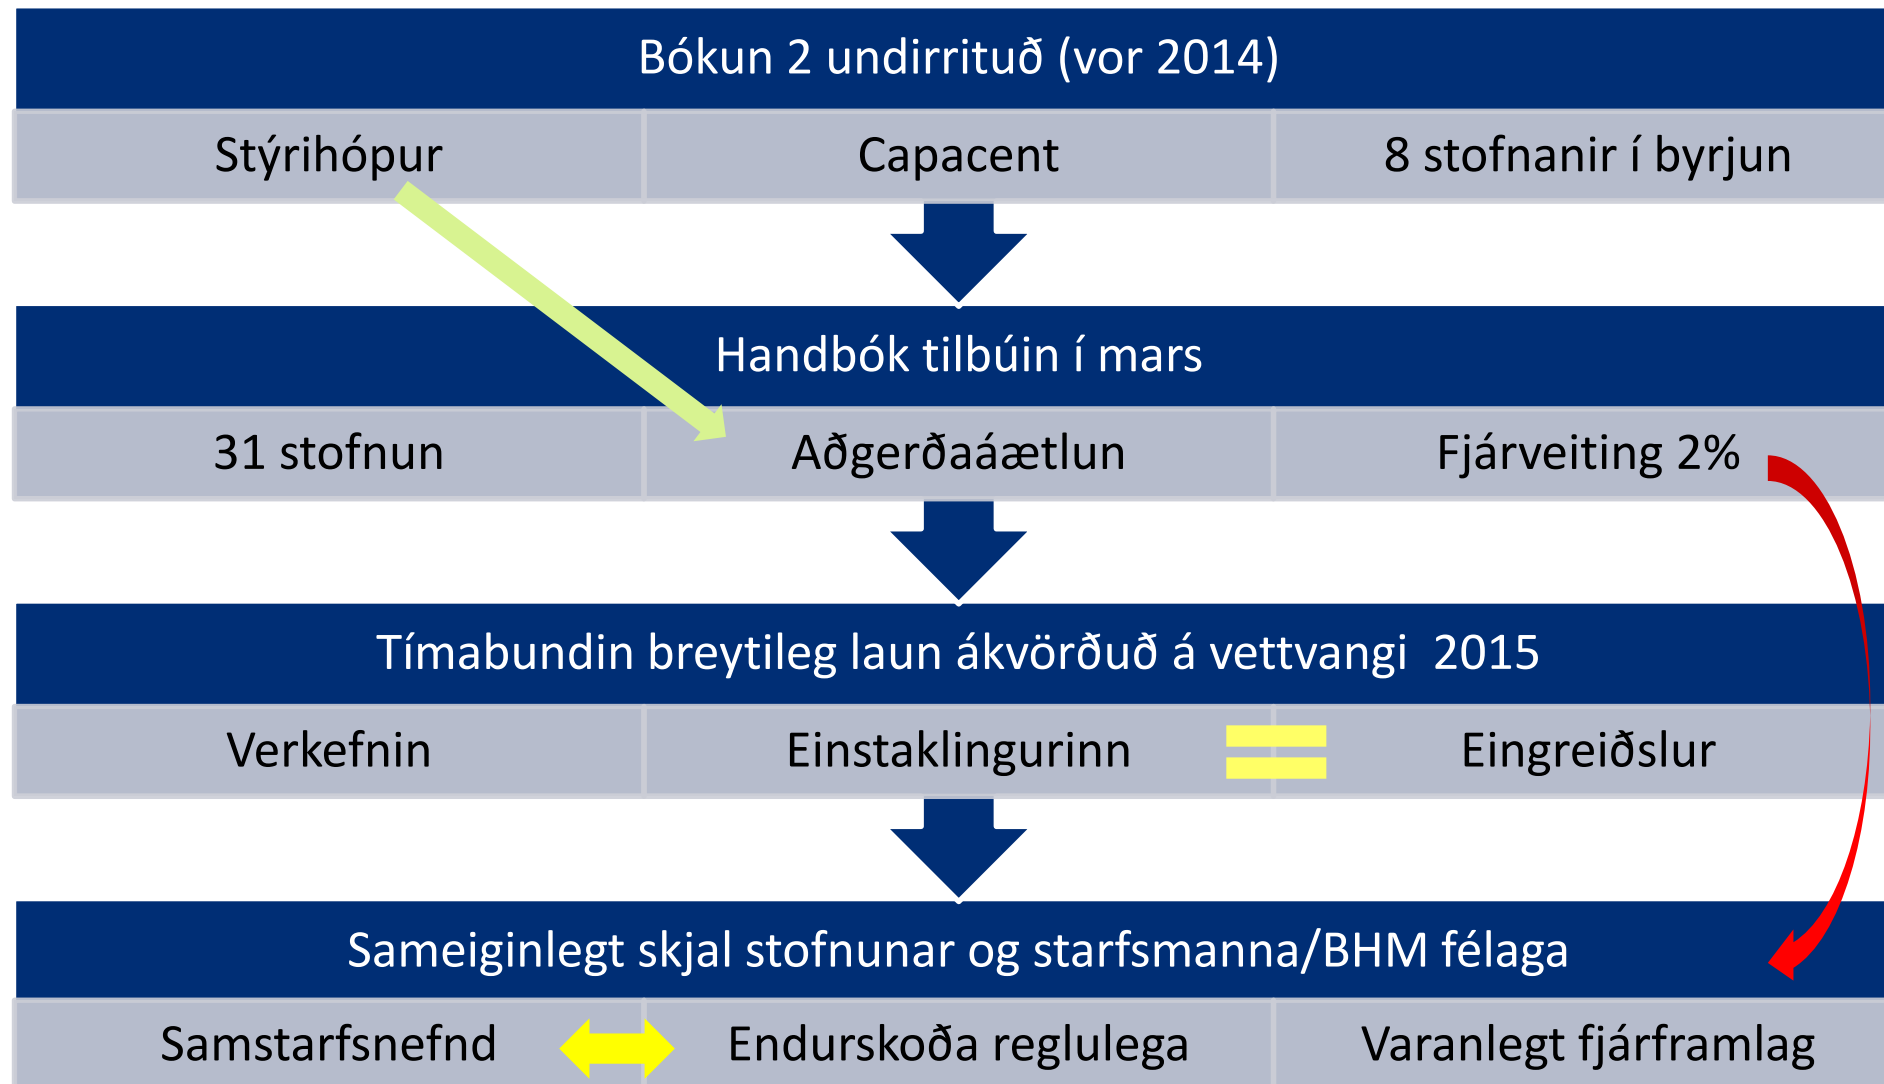 Bókun 2 undirrituð (vor 2014)
Stýrihópur
Capacent
8 stofnanir í byrjun
Handbók tilbúin í mars
31 stofnun
Aðgerðaáætlun
Fjárveiting 2%
Tímabundin breytileg laun ákvörðuð á vettvangi 2015
Verkefnin
Einstaklingurinn
Eingreiðslur
Sameiginlegt skjal stofnunar og starfsmanna/BHM félaga
Samstarfsnefnd
Endurskoða reglulega
Varanlegt fjárframlag